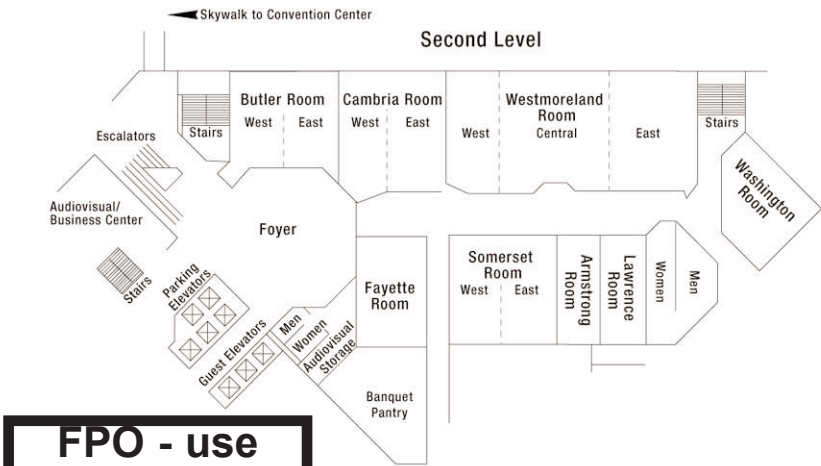 Skywalk to Convention Center
Second Level
Butler Room
West East
Cambria Room
West East
Westmoreland
Room
West Central East
Stairs
Stairs
Escalators
Washington
Room
Audiovisual/
Business Center
Foyer
Stairs
Parking
Elevators
Guest Elevators
Men
Women
Audiovisual
Storage
Fayette
Room
Banquet
Pantry
Somerset
Room
West East
Armstrong
Room
Lawrence
Room
Women
Men
FPO - use